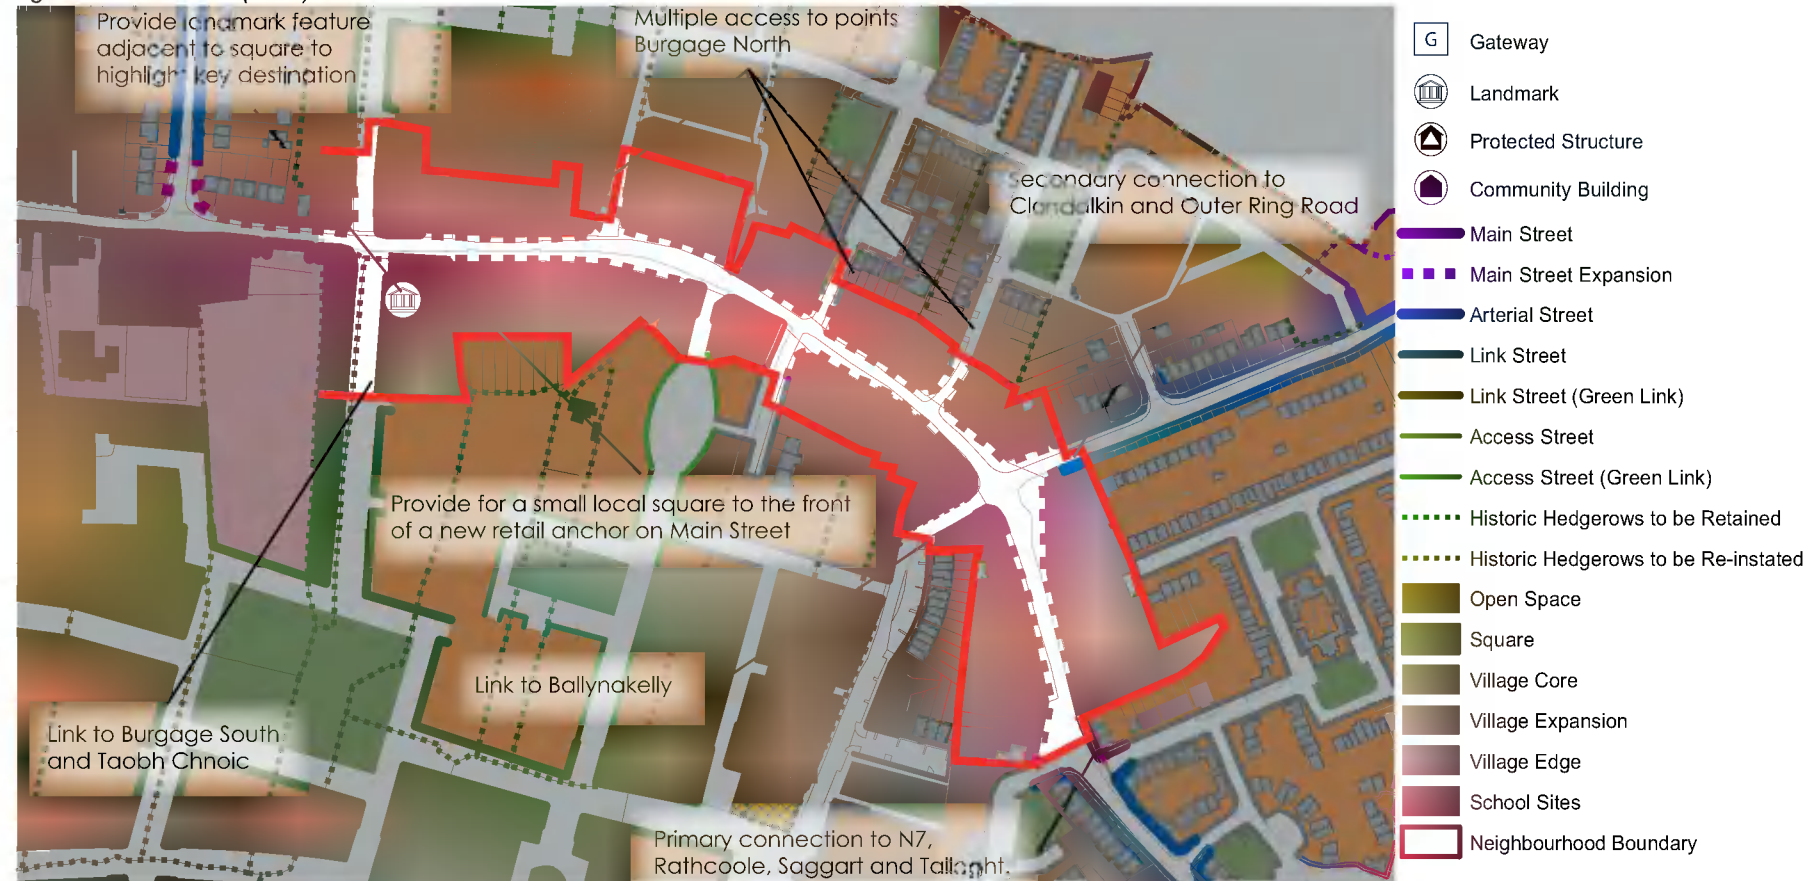 Provide landmark feature
adjacent to square to
highlight key destination
Multiple access to points
Burgage North
Secondary connection to
Clondalkin and Outer Ring Road
Provide for a small local square to the front
of a new retail anchor on Main Street
Link to Ballynakelly
Link to Burgage South
and Taobh Chnoic
Primary connection to N7,
Rathcoole, Saggart and Tallaght.
G Gateway
Landmark
Protected Structure
Community Building
Main Street
Main Street Expansion
Arterial Street
Link Street
Link Street (Green Link)
Access Street
Access Street (Green Link)
Historic Hedgerows to be Retained
Historic Hedgerows to be Re-instated
Open Space
Square
Village Core
Village Expansion
Village Edge
School Sites
Neighbourhood Boundary